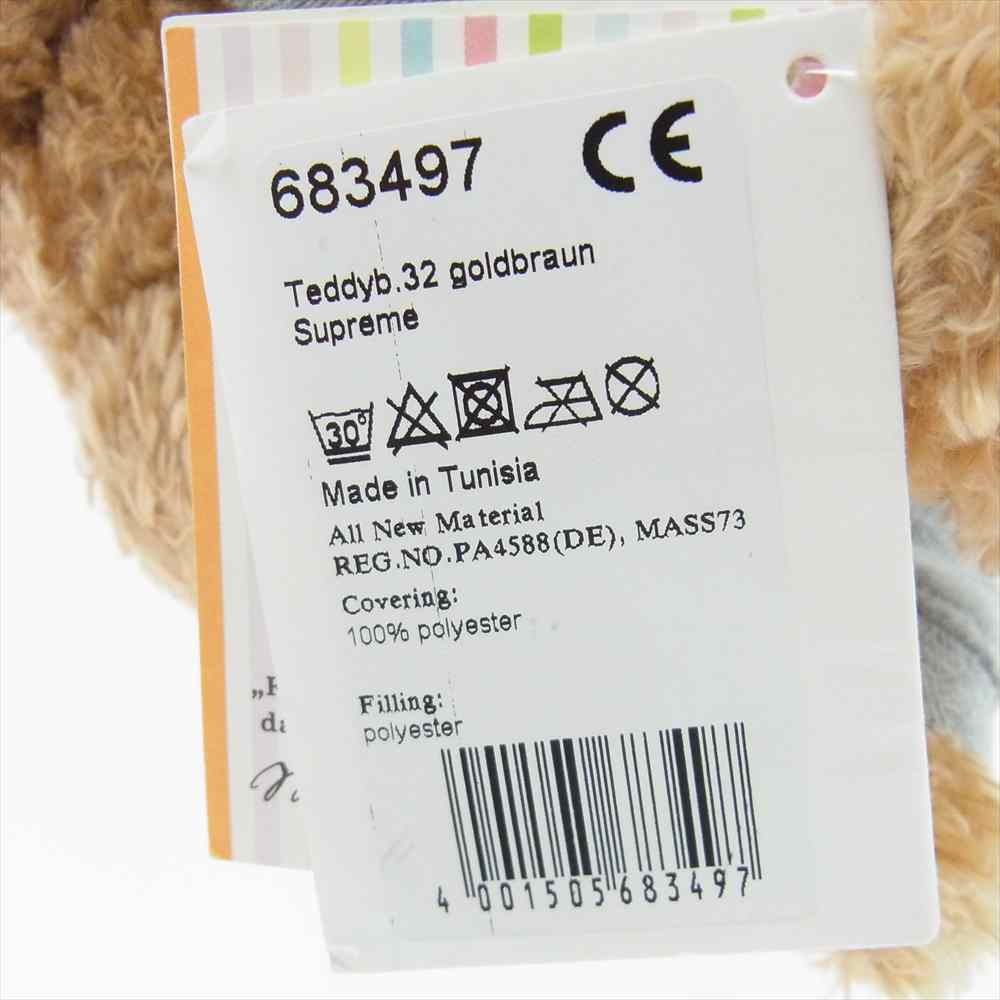 683497 CE
Teddyb.32 goldbraun
Supreme
30°
Made in Tunisia
All New Material
REG.NO.PA4588(DE), MASS73
Covering:
100% polyester
Filling:
polyester
4 001505 683497